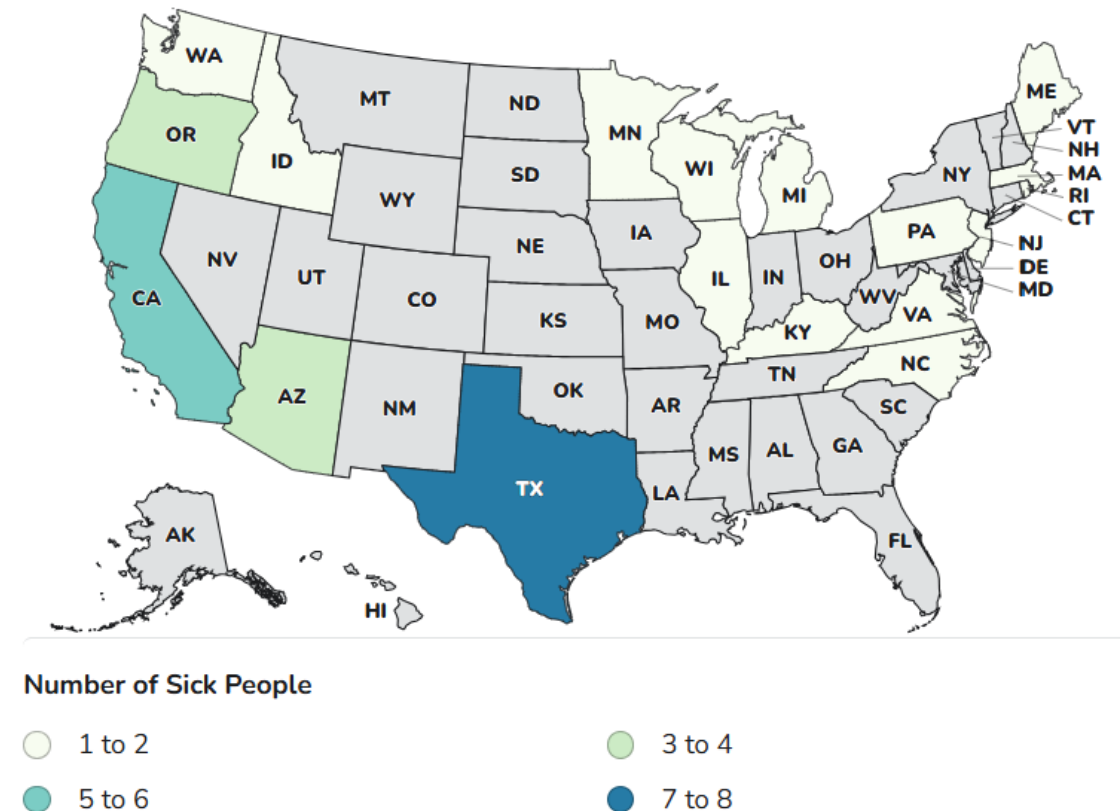 WA
ME
MT
ND
VT
MN
OR
NH
ID
WI
SD
NY
MA
MI
RI
WY
CT
IA
PA
NE
NJ
NV
OH
DE
UT
IL
IN
MD
CO
WV
CA
VA
KS
MO
KY
NC
TN
OK
AZ
AR
SC
NM
GA
MS
AL
TX
LA
AK
FL
HI
Number of Sick People
1 to 2
3 to 4
5 to 6
7 to 8